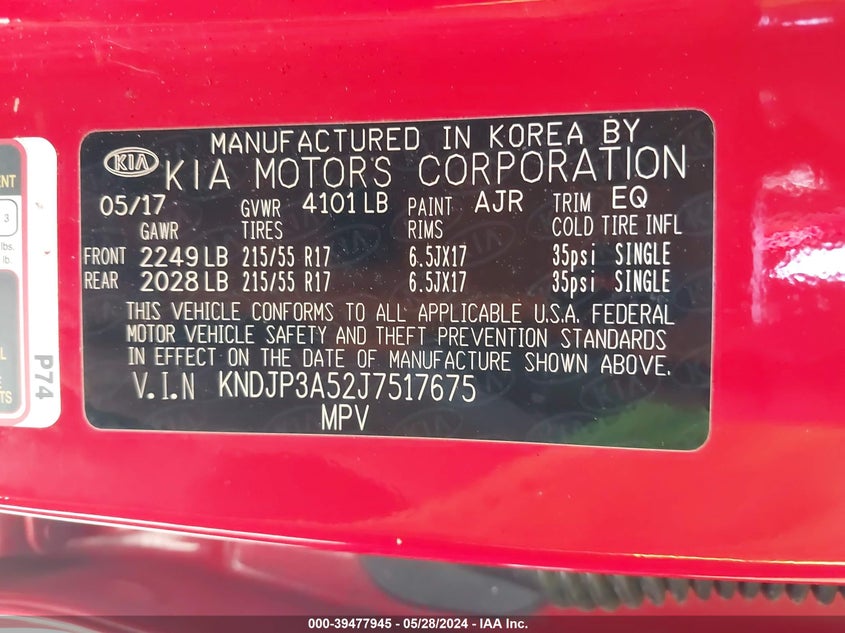 MANUFACTURED IN KOREA BY
KIA KIA MOTORS CORPORATION
05/17 GVWR 4101 LB PAINT AJR TRIM EQ
GAWR TIRES RIMS COLD TIRE INFL
FRONT 2249 LB 215/55 R17 6.5JX17 35psi SINGLE
REAR 2028 LB 215/55 R17 6.5JX17 35psi SINGLE
THIS VEHICLE CONFORMS TO ALL APPLICABLE U.S.A. FEDERAL
MOTOR VEHICLE SAFETY AND THEFT PREVENTION STANDARDS
IN EFFECT ON THE DATE OF MANUFACTURE SHOWN ABOVE.
V.I.N KNDJP3A52J7517675
MPV
3
lbs.
lb.
P74
000-39477945 - 05/28/2024 - IAA Inc.